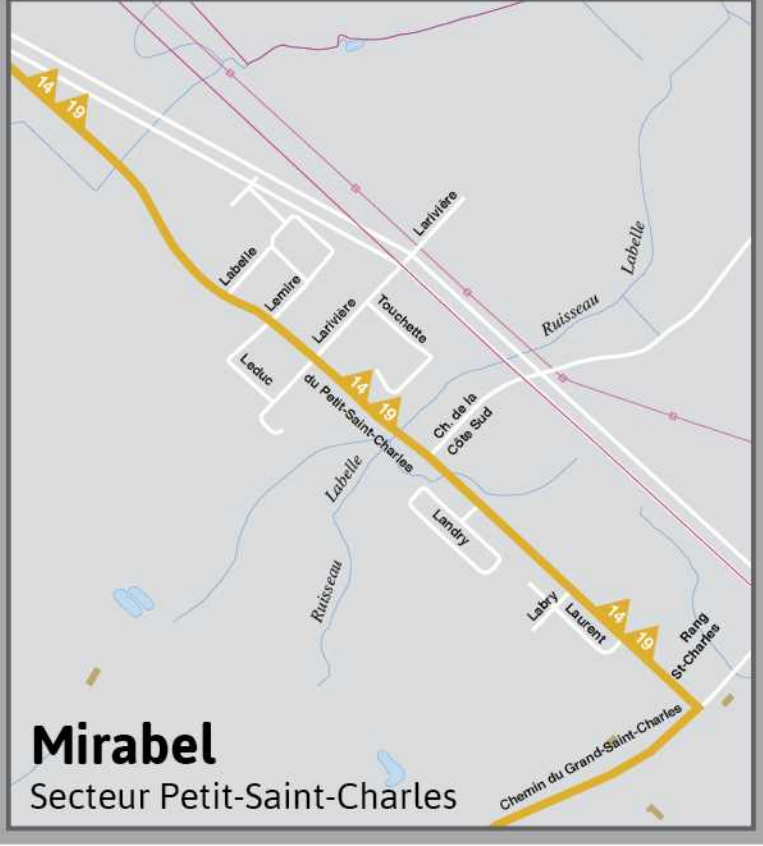 14
19
Larivière
Labelle
Ruisseau
Labelle
Lemire
Larivière
Touchette
Leduc
14
19
du Petit-Saint-Charles
Ch. de la
Côte Sud
Labelle
Ruisseau
Landry
Labry
Laurent
14
19
Rang
St-Charles
Chemin du Grand-Saint-Charles
Mirabel
Secteur Petit-Saint-Charles